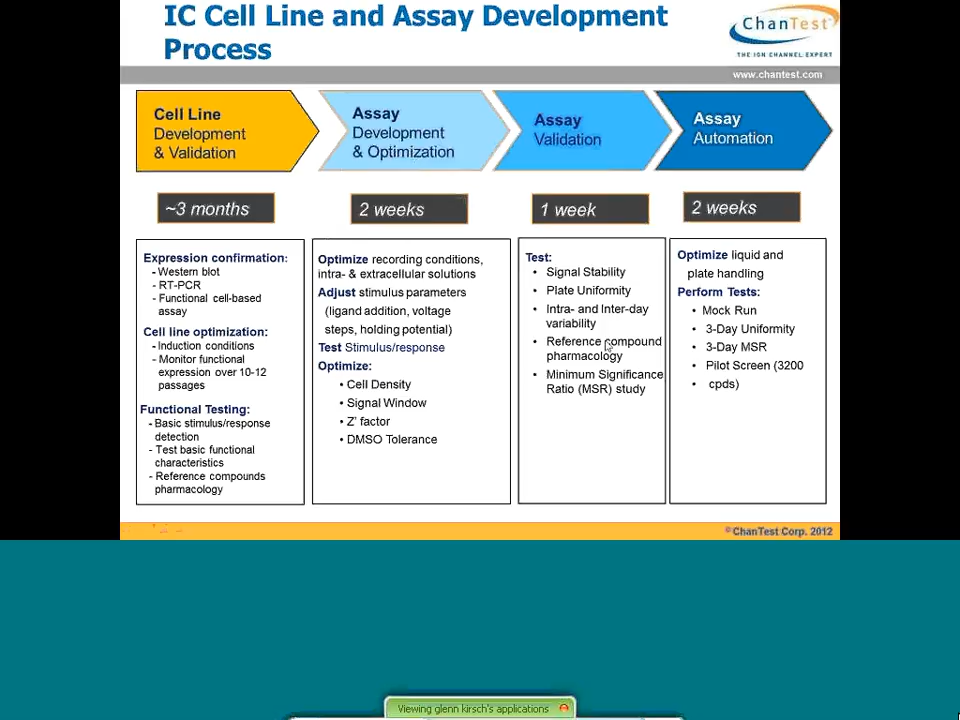 IC Cell Line and Assay Development
Process
ChanTest
THE ION CHANNEL EXPERT
www.chantest.com
Cell Line
Development
& Validation
Assay
Development
& Optimization
Assay
Validation
Assay
Automation
~3 months
2 weeks
1 week
2 weeks
Expression confirmation:
- Western blot
- RT-PCR
- Functional cell-based
assay
Cell line optimization:
- Induction conditions
- Monitor functional
expression over 10-12
passages
Functional Testing:
- Basic stimulus/response
detection
- Test basic functional
characteristics
- Reference compounds
pharmacology
Optimize recording conditions,
intra- & extracellular solutions
Adjust stimulus parameters
(ligand addition, voltage
steps, holding potential)
Test Stimulus/response
Optimize:
• Cell Density
• Signal Window
• Z' factor
• DMSO Tolerance
Test:
• Signal Stability
• Plate Uniformity
• Intra- and Inter-day
variability
• Reference compound
pharmacology
• Minimum Significance
Ratio (MSR) study
Optimize liquid and
plate handling
Perform Tests:
• Mock Run
• 3-Day Uniformity
• 3-Day MSR
• Pilot Screen (3200
• cpds)
©ChanTest Corp. 2012
Viewing glenn kirsch's applications